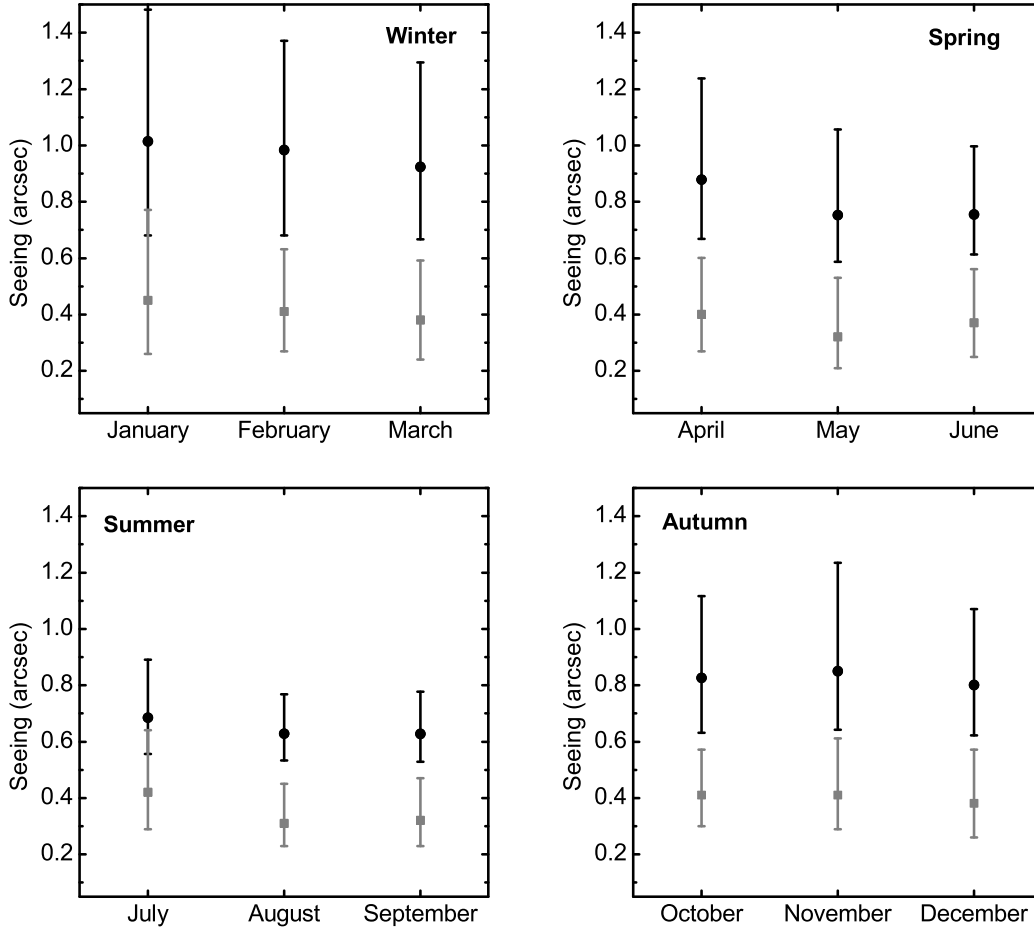 Winter
Seeing (arcsec)
1.4
1.2
1.0
0.8
0.6
0.4
0.2
January February March
Spring
Seeing (arcsec)
1.4
1.2
1.0
0.8
0.6
0.4
0.2
April May June
Summer
Seeing (arcsec)
1.4
1.2
1.0
0.8
0.6
0.4
0.2
July August September
Autumn
Seeing (arcsec)
1.4
1.2
1.0
0.8
0.6
0.4
0.2
October November December